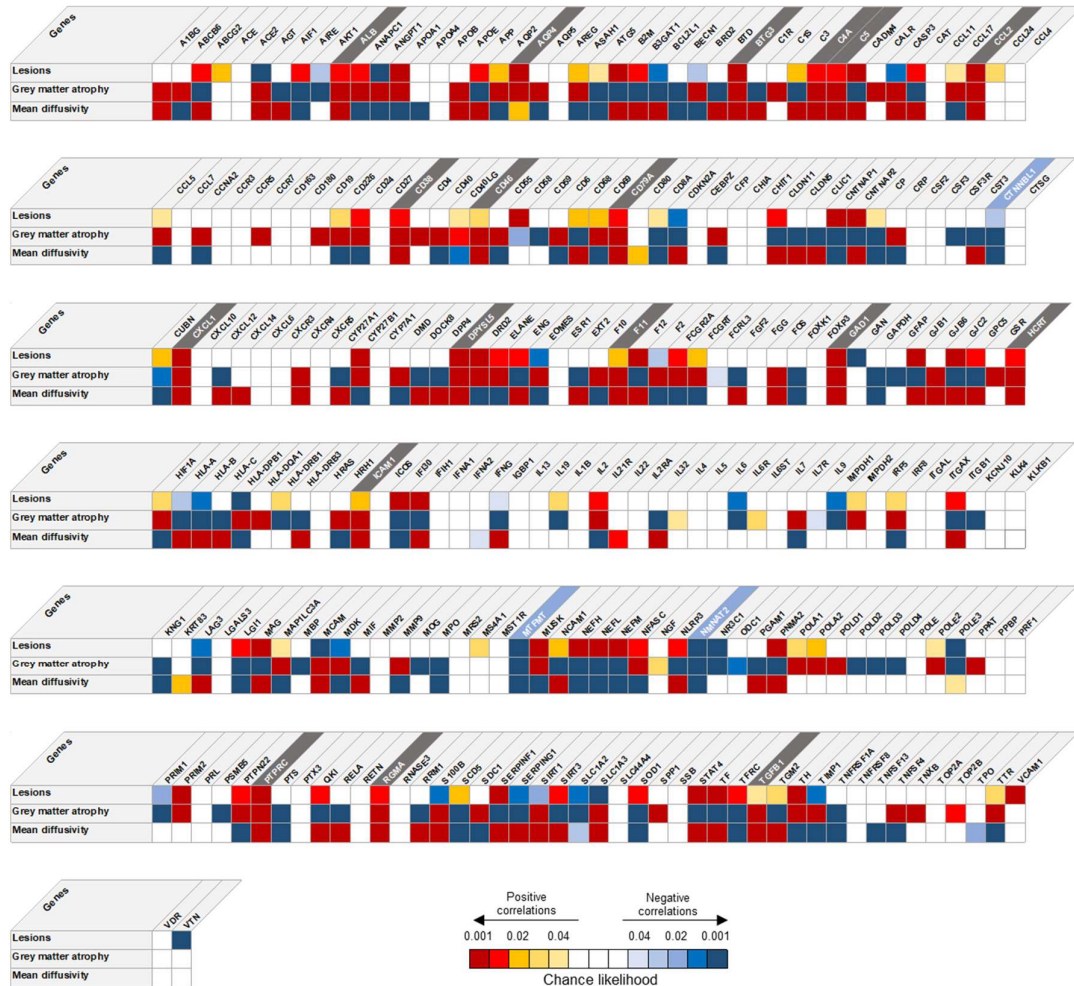 Genes
A1BG ABCB6 ABCG2 ACE ACE2 AGT AIF1 AIRE AKT1 ALB ANAPC1 ANGPT1 APOA1 APOA4 APOB APOE APP AQP2 AQP4 AQP5 AREG ASAH1 ATG5 B2M B3GAT1 BCL2L1 BECN1 BRD2 BTD BTG3 C1R C1S C3 C4A C5 CADM4 CALR CASP3 CAT CCL11 CCL17 CCL2 CCL24 CCL4
Lesions
Grey matter atrophy
Mean diffusivity
Genes
CCL5 CCL7 CCNA2 CCR3 CCR5 CCR7 CD163 CD180 CD19 CD226 CD24 CD27 CD38 CD4 CD40 CD40LG CD46 CD55 CD58 CD59 CD6 CD68 CD69 CD79A CD80 CD8A CDKN2A CEBPZ CFP CHIA CHIT1 CLDN11 CLDN5 CLIC1 CNTNAP1 CNTNAP2 CP CRP CSF2 CSF3 CSF3R CST3 CTNNBL1 CTSG
Lesions
Grey matter atrophy
Mean diffusivity
Genes
CUBN CXCL1 CXCL10 CXCL12 CXCL14 CXCL6 CXCR3 CXCR4 CXCR5 CYP27A1 CYP27B1 CYP7A1 DMD DOCK8 DPP4 DPYSL5 DRD2 ELANE ENG EOMES ESR1 EXT2 F10 F11 F12 F2 FCGR2A FCGRT FCRL3 FGF2 FGG FOS FOXK1 FOXP3 GAD1 GAN GAPDH GFAP GJB1 GJB6 GJC2 GPC5 GSR HCRT
Lesions
Grey matter atrophy
Mean diffusivity
Genes
HIF1A HLA-A HLA-B HLA-C HLA-DPB1 HLA-DQA1 HLA-DRB1 HLA-DRB3 HRAS HRH1 ICAM1 ICOS IFI30 IFIH1 IFNA1 IFNA2 IFNG IGBP1 IL13 IL19 IL1B IL2 IL21R IL22 IL2RA IL32 IL4 IL5 IL6 IL6R IL6ST IL7 IL7R IL9 IMPDH1 IMPDH2 IRF5 IRF8 ITGAL ITGAX ITGB1 KCNJ10 KLK4 KLKB1
Lesions
Grey matter atrophy
Mean diffusivity
Genes
KNG1 KRT83 LAG3 LGALS3 LGI1 MAG MAP1LC3A MBP MCAM MDK MIF MMP2 MMP9 MOG MPO MRS2 MS4A1 MST1R MTFMT MUSK NCAM1 NEFH NEFL NEFM NFASC NGF NLRP3 NMNAT2 NR3C1 ODC1 PGAM1 PNMA2 POLA1 POLA2 POLD1 POLD2 POLD3 POLD4 POLE POLE2 POLE3 PPAT PPBP PRF1
Lesions
Grey matter atrophy
Mean diffusivity
Genes
PRIM1 PRIM2 PRL PSMB5 PTPN22 PTPRC PTS PTX3 QKI RELA RETN RGMA RNASE3 RRM1 S100B SCD5 SDC1 SERPINF1 SERPING1 SIRT1 SIRT3 SLC1A2 SLC1A3 SLC44A4 SOD1 SPP1 SSB STAT4 TF TFRC TGFB1 TGM2 TH TIMP1 TNFRSF1A TNFRSF8 TNFSF13 TNFSF4 TNXB TOP2A TOP2B TPO TTR VCAM1
Lesions
Grey matter atrophy
Mean diffusivity
Genes
VDR VTN
Lesions
Grey matter atrophy
Mean diffusivity
Positive correlations
Negative correlations
0.001 0.02 0.04 0.04 0.02 0.001
Chance likelihood